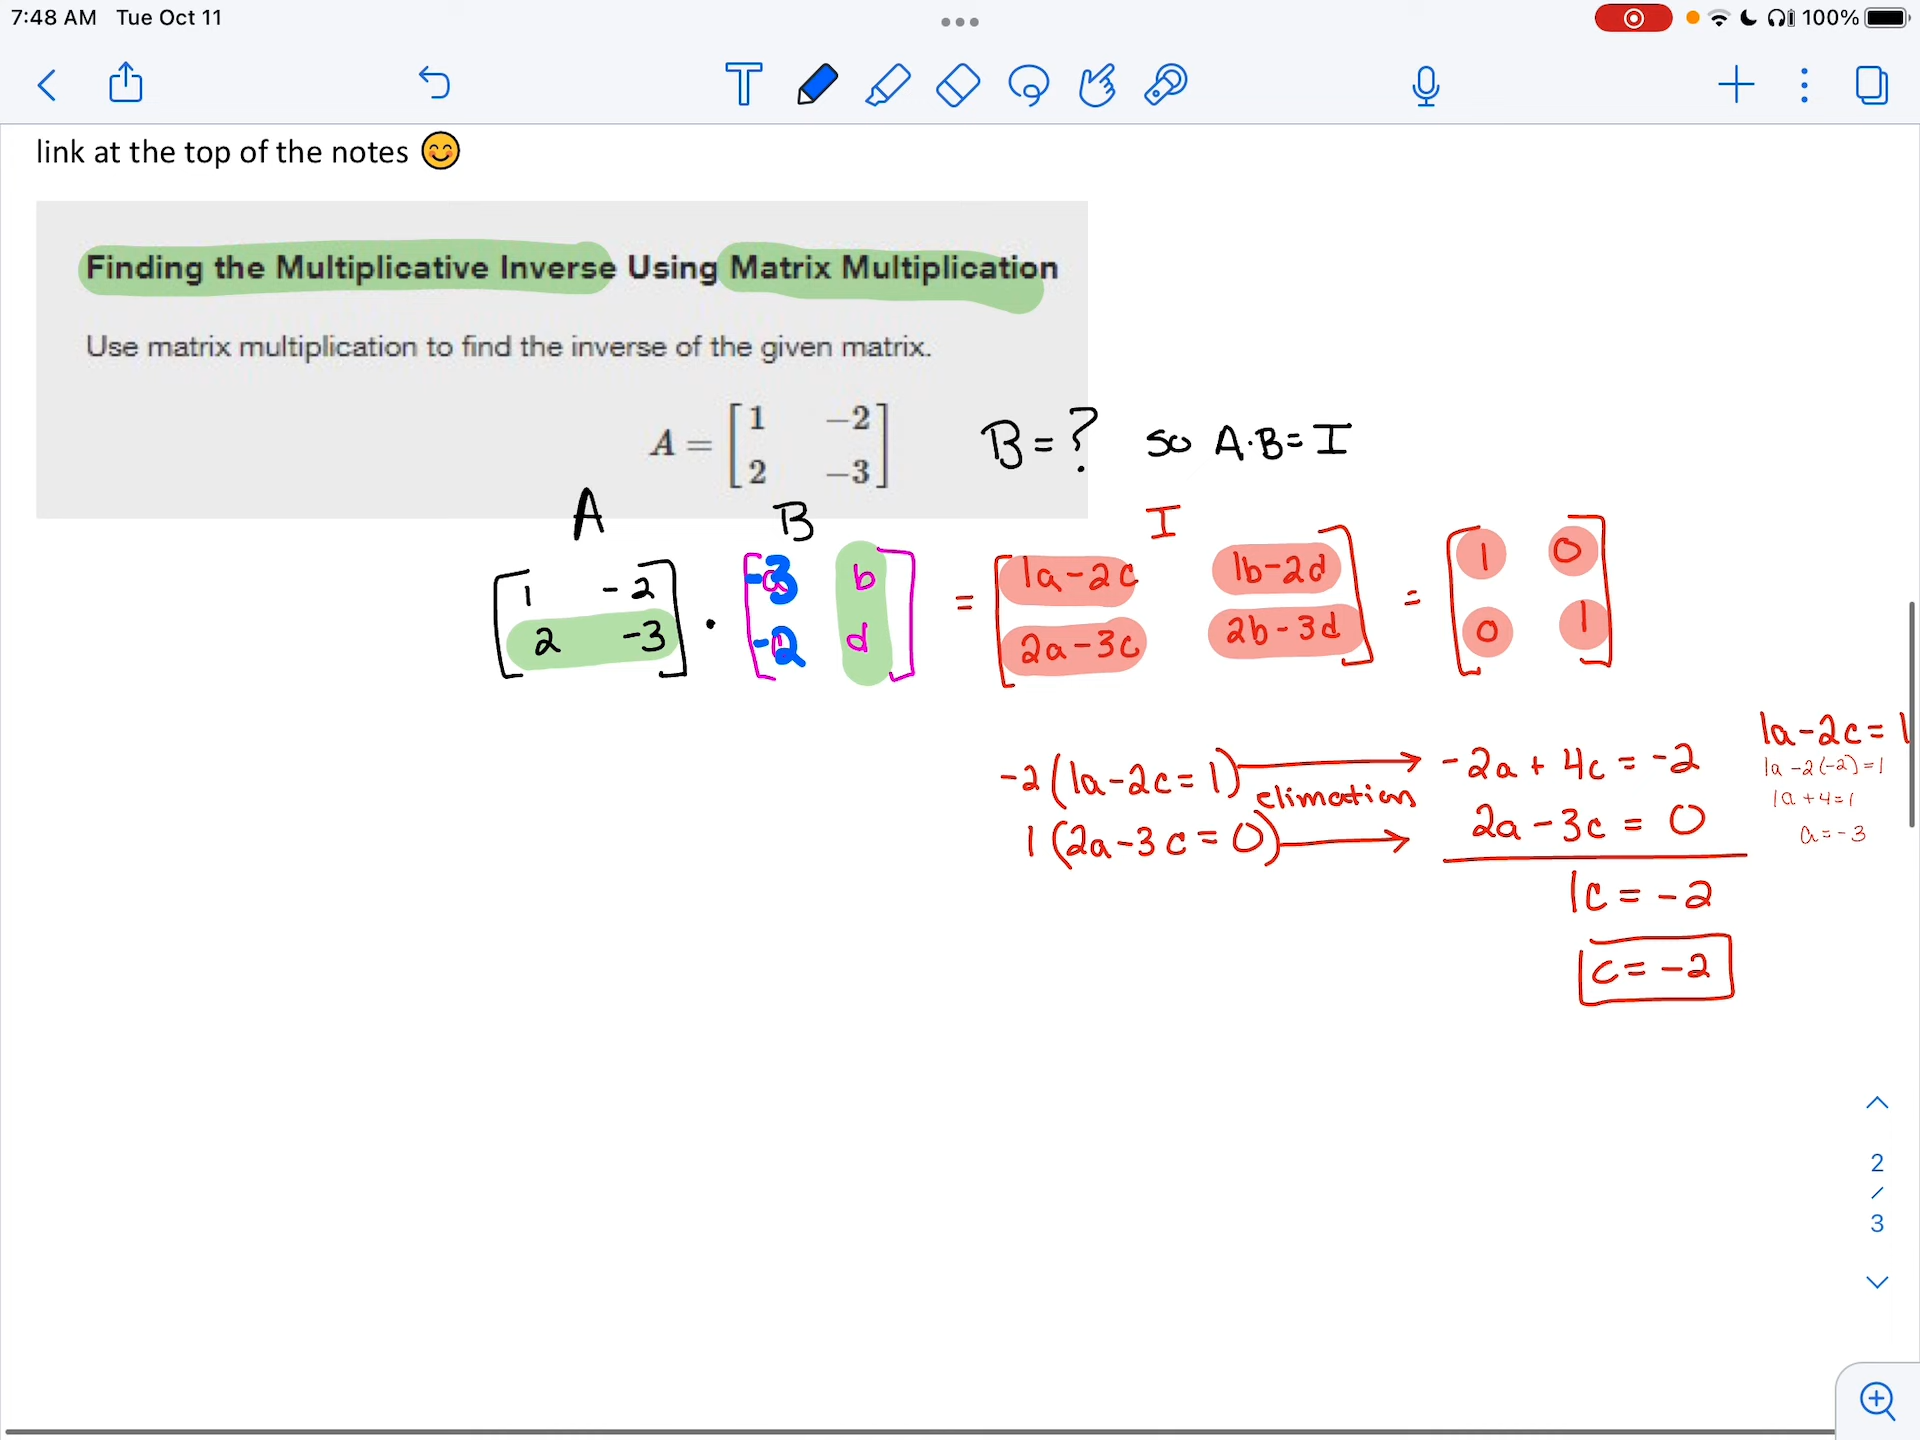 7:48 AM Tue Oct 11
100%
link at the top of the notes 😊
Finding the Multiplicative Inverse Using Matrix Multiplication
Use matrix multiplication to find the inverse of the given matrix.
A = [1 −2
2 −3]
B = ? so A·B = I
A B I
[1 -2
2 -3] · [-3 b
-2 d] = [1a-2c 1b-2d
2a-3c 2b-3d] = [1 0
0 1]
-2(1a-2c=1) → -2a+4c=-2
elimation
1(2a-3c=0) → 2a-3c=0
1c=-2
c=-2
1a-2c=1
1a-2(-2)=1
1a+4=1
a=-3
2
/
3